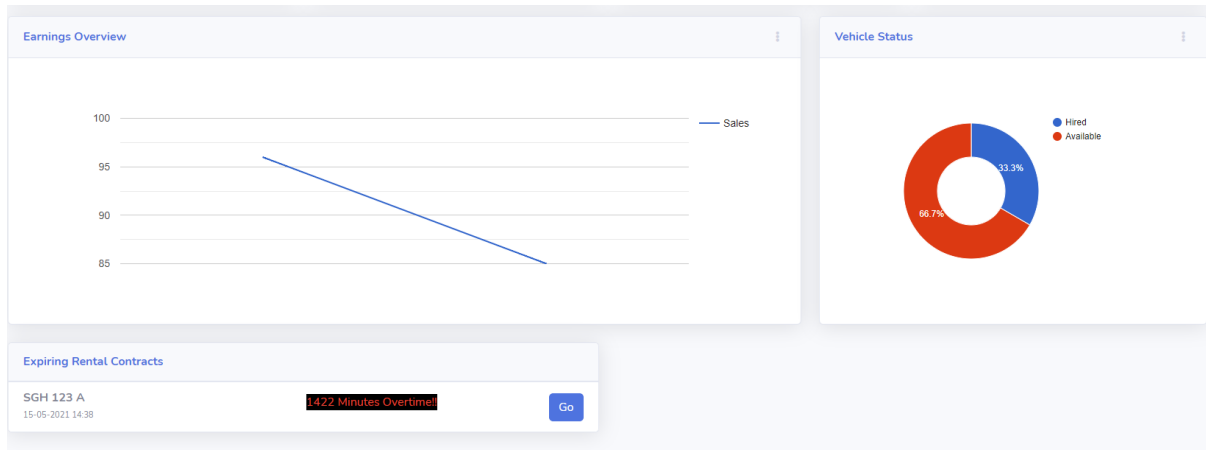 Earnings Overview
Vehicle Status
100
95
90
85
Sales
Hired
Available
33.3%
66.7%
Expiring Rental Contracts
SGH 123 A
15-05-2021 14:38
1422 Minutes Overtime!!
Go